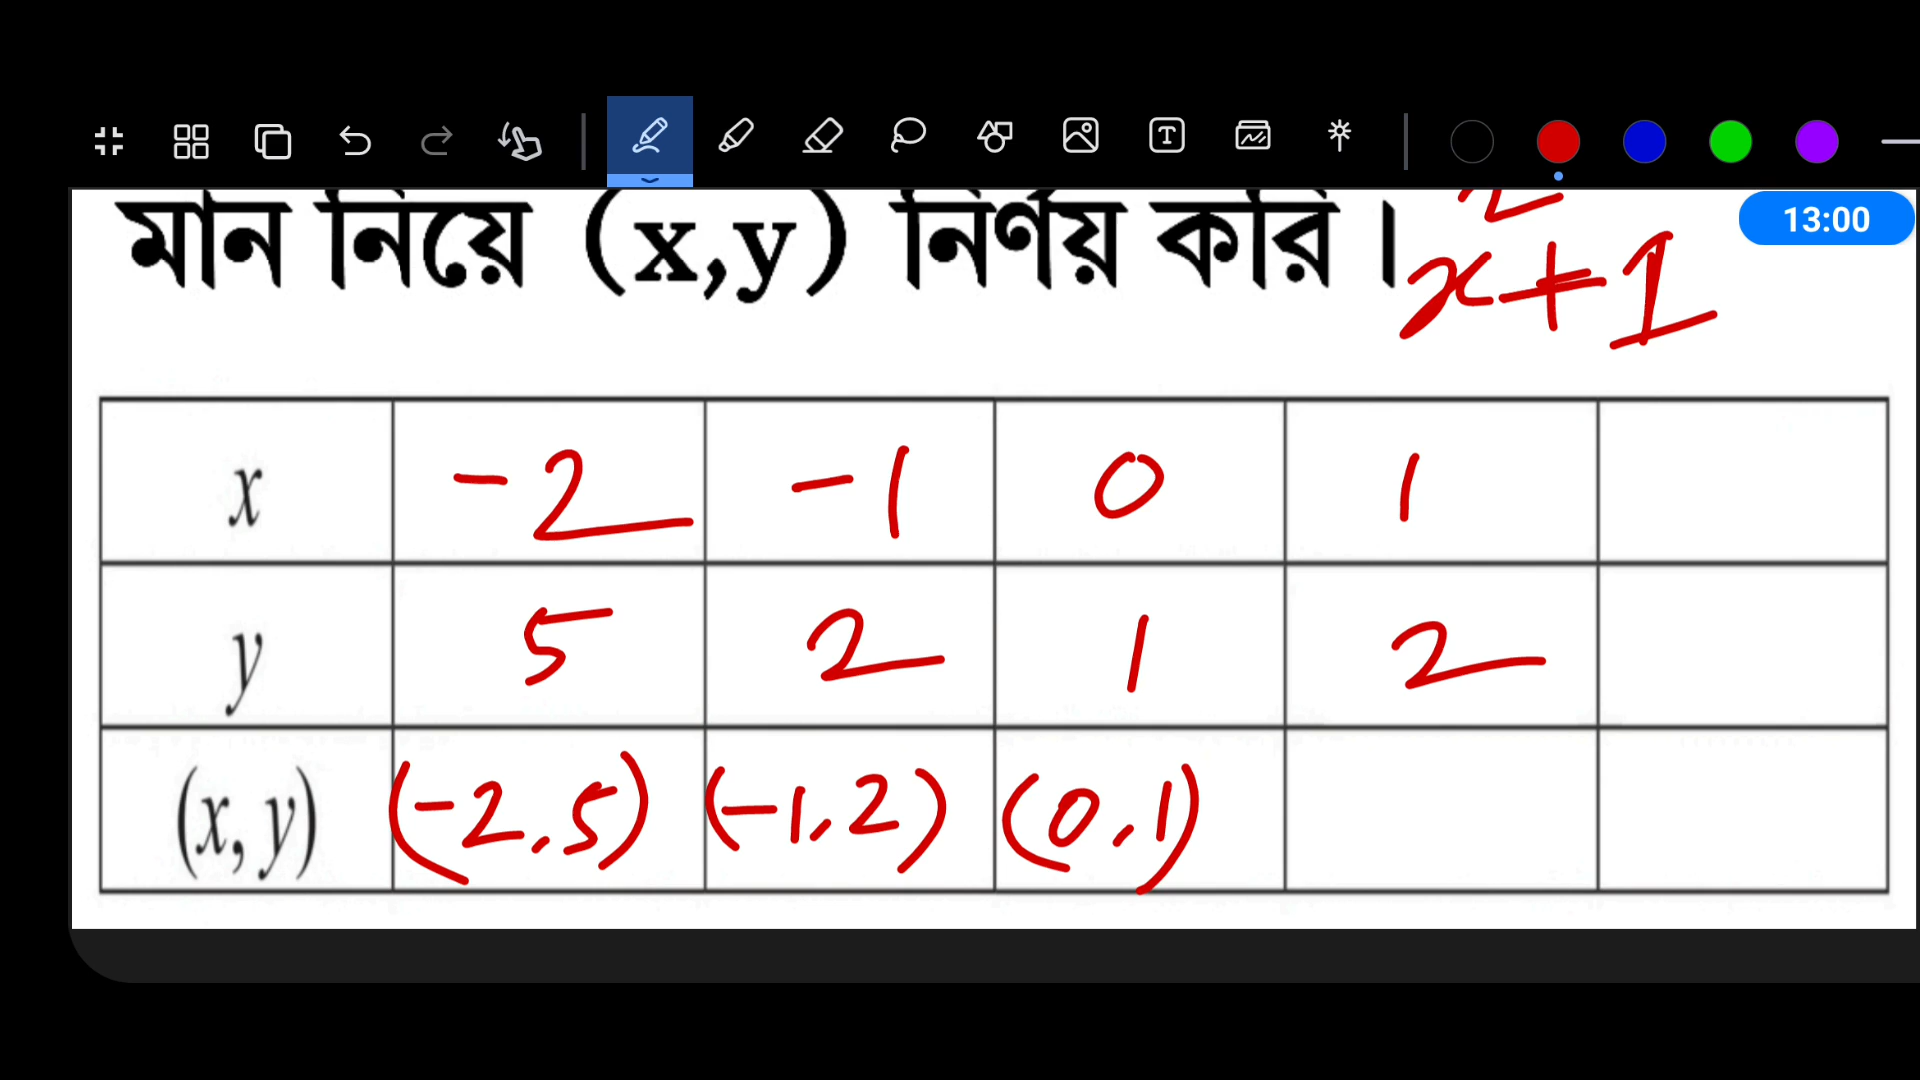 মান নিয়ে (x,y) নির্ণয় করি।
2
x+1
13:00
x -2 -1 0 1
y 5 2 1 2
(x, y) (-2,5) (-1,2) (0,1)